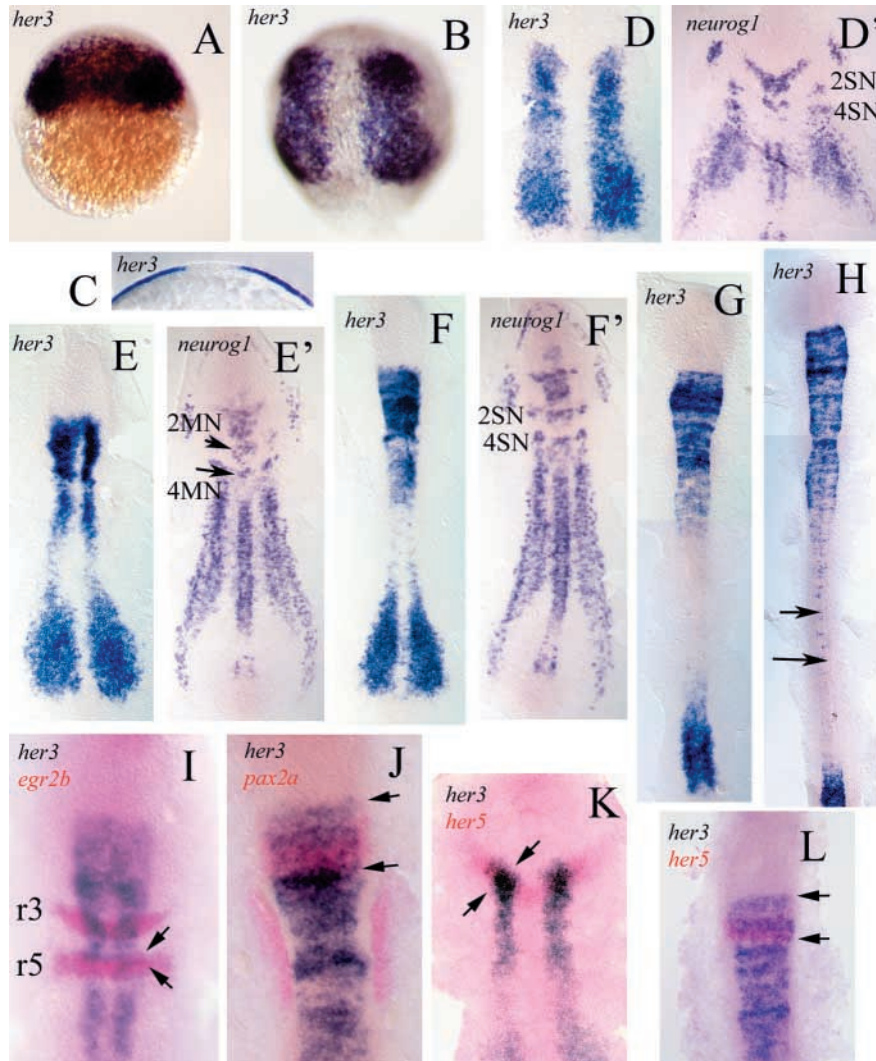 her3
A
her3
B
her3
D
neurog1
D'
2SN
4SN
her3
C
her3
E
neurog1
E'
2MN
4MN
her3
F
neurog1
F'
2SN
4SN
her3
G
her3
H
her3
egr2b
I
r3
r5
her3
pax2a
J
her3
her5
K
her3
her5
L